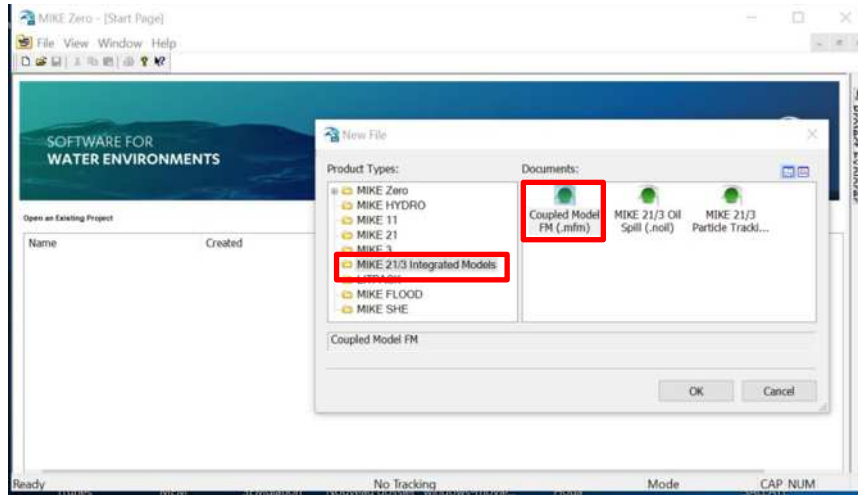 MIKE Zero - [Start Page]
File View Window Help
SOFTWARE FOR
WATER ENVIRONMENTS
Open an Existing Project
Name Created
New File
Product Types:
MIKE Zero
MIKE HYDRO
MIKE 11
MIKE 21
MIKE 3
MIKE 21/3 Integrated Models
LITPACK
MIKE FLOOD
MIKE SHE
Documents:
Coupled Model
FM (.mfm)
MIKE 21/3 Oil
Spill (.noil)
MIKE 21/3
Particle Tracki...
Coupled Model FM
OK Cancel
Ready No Tracking Mode CAP NUM